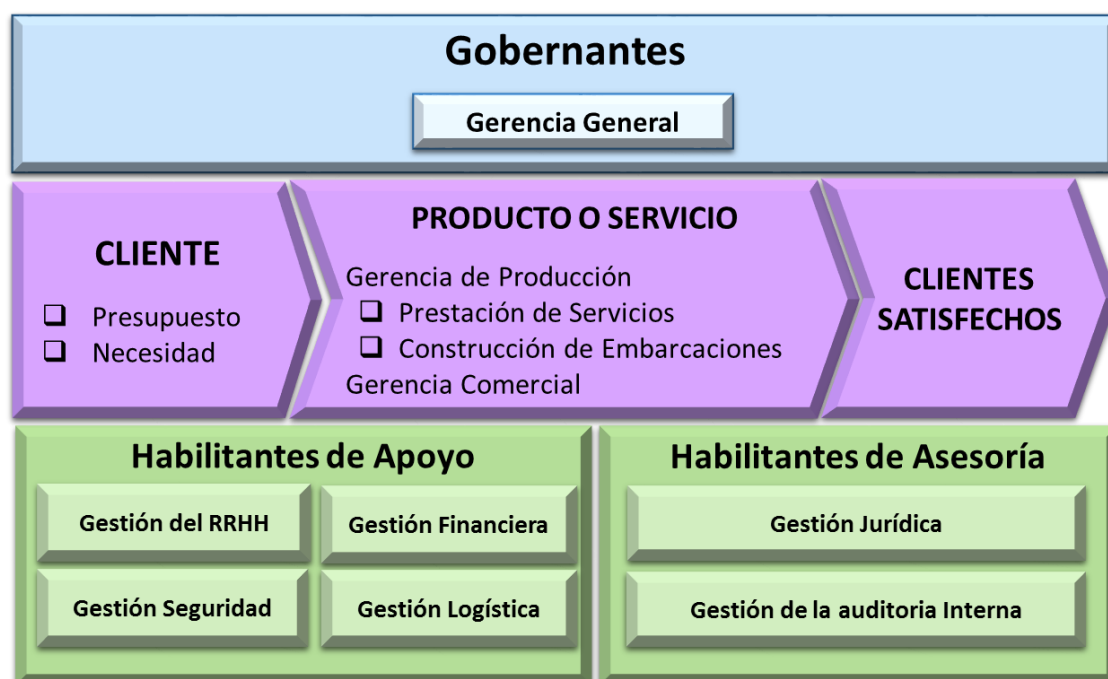 Gobernantes
Gerencia General
CLIENTE
❑ Presupuesto
❑ Necesidad
PRODUCTO O SERVICIO
Gerencia de Producción
❑ Prestación de Servicios
❑ Construcción de Embarcaciones
Gerencia Comercial
CLIENTES
SATISFECHOS
Habilitantes de Apoyo
Gestión del RRHH
Gestión Financiera
Gestión Seguridad
Gestión Logística
Habilitantes de Asesoría
Gestión Jurídica
Gestión de la auditoria Interna